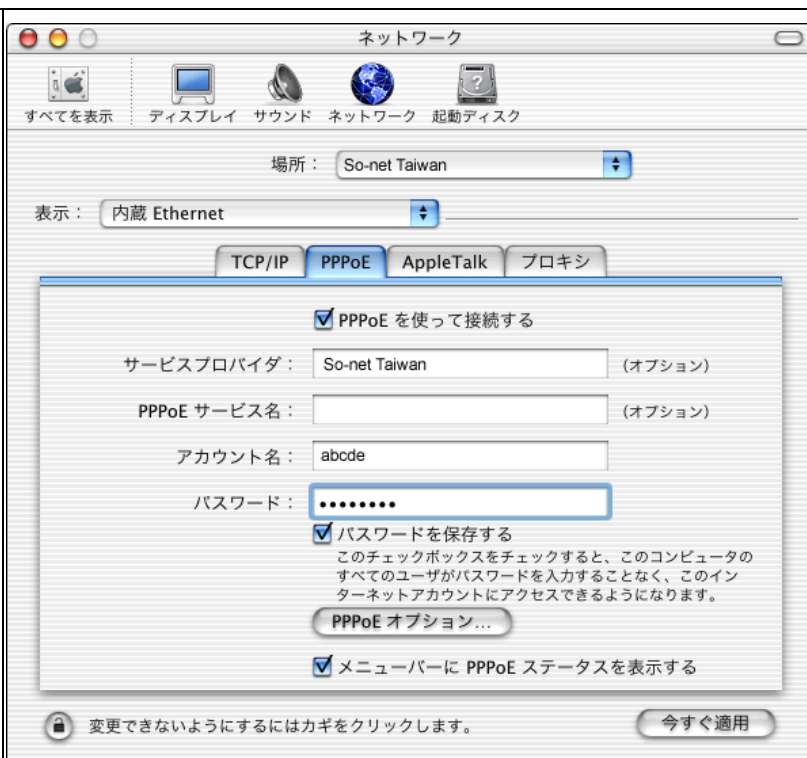 ネットワーク
すべてを表示 ディスプレイ サウンド ネットワーク 起動ディスク
場所： So-net Taiwan
表示： 内蔵 Ethernet
TCP/IP PPPoE AppleTalk プロキシ
PPPoE を使って接続する
サービスプロバイダ： So-net Taiwan (オプション)
PPPoE サービス名： (オプション)
アカウント名： abcde
パスワード： ••••••••
パスワードを保存する
このチェックボックスをチェックすると、このコンピュータの
すべてのユーザがパスワードを入力することなく、このイン
ターネットアカウントにアクセスできるようになります。
PPPoE オプション...
メニューバーに PPPoE ステータスを表示する
変更できないようにするにはカギをクリックします。 今すぐ適用